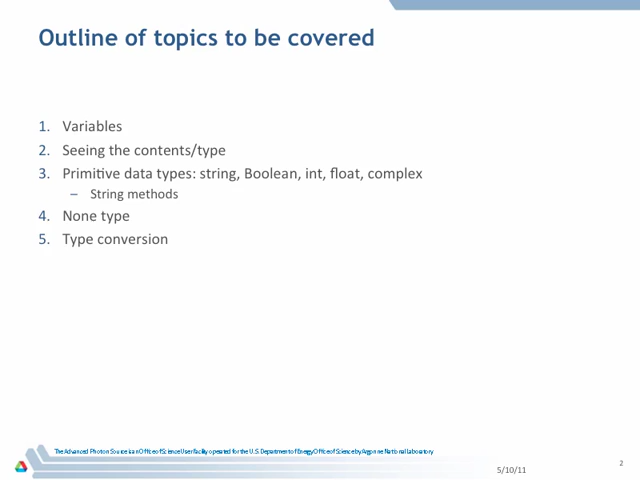 Outline of topics to be covered
1. Variables
2. Seeing the contents/type
3. Primitive data types: string, Boolean, int, float, complex
– String methods
4. None type
5. Type conversion
The Advanced Photon Source is an Office of Science User Facility operated for the U.S. Department of Energy Office of Science by Argonne National Laboratory
2
5/10/11